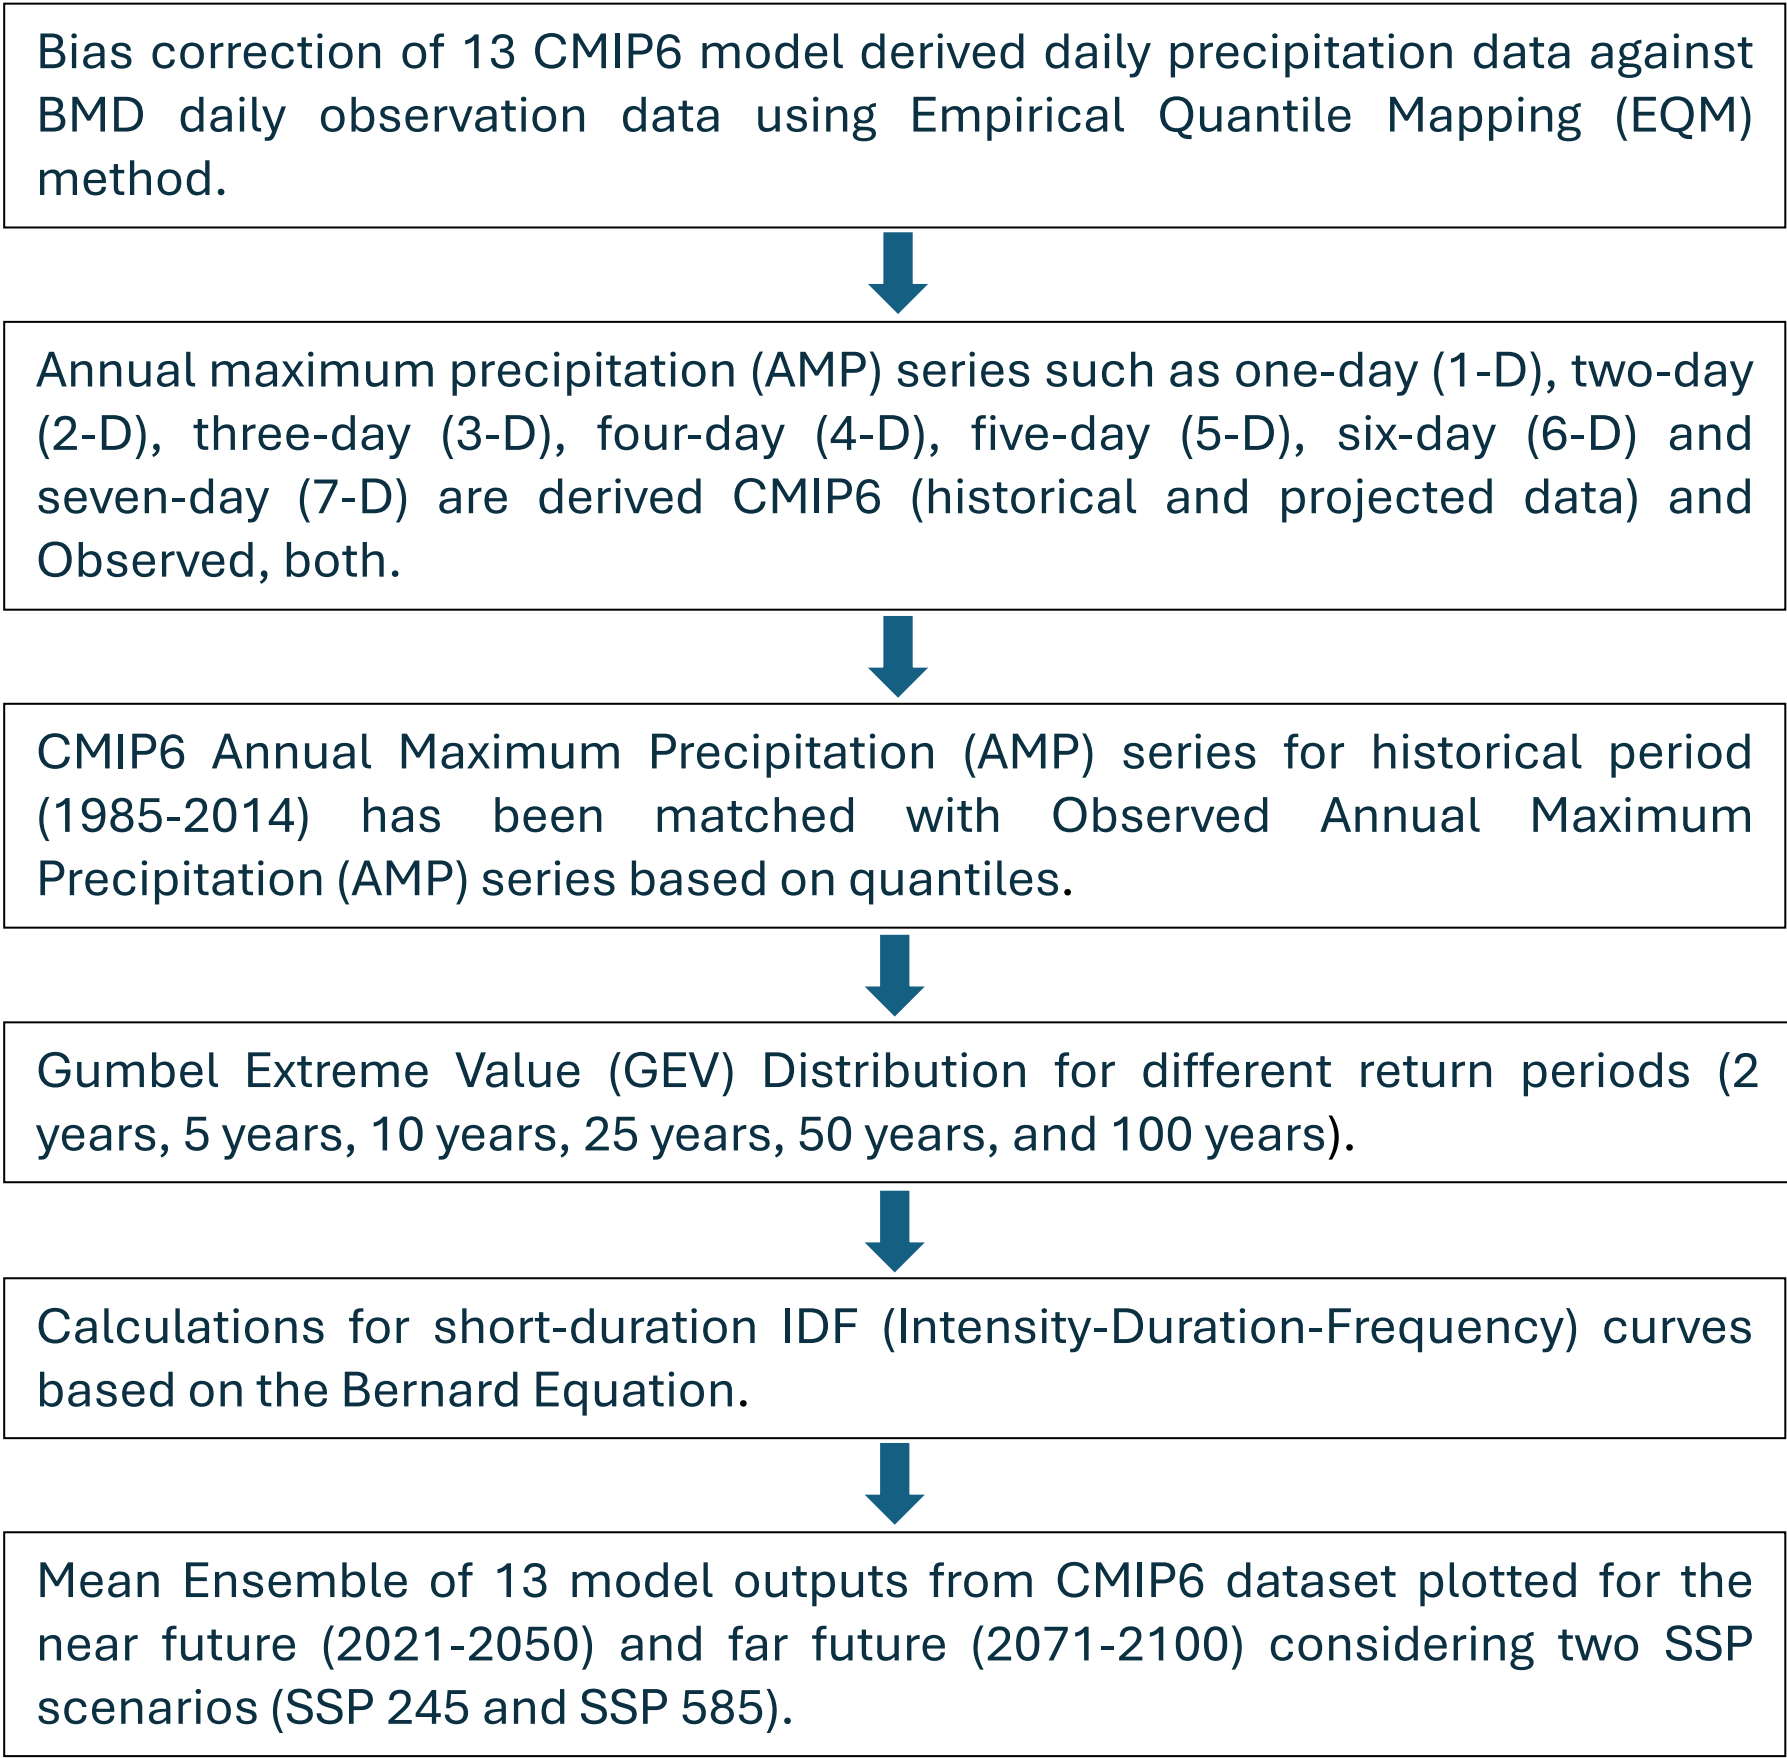 Bias correction of 13 CMIP6 model derived daily precipitation data against
BMD daily observation data using Empirical Quantile Mapping (EQM)
method.
Annual maximum precipitation (AMP) series such as one-day (1-D), two-day
(2-D), three-day (3-D), four-day (4-D), five-day (5-D), six-day (6-D) and
seven-day (7-D) are derived CMIP6 (historical and projected data) and
Observed, both.
CMIP6 Annual Maximum Precipitation (AMP) series for historical period
(1985-2014) has been matched with Observed Annual Maximum
Precipitation (AMP) series based on quantiles.
Gumbel Extreme Value (GEV) Distribution for different return periods (2
years, 5 years, 10 years, 25 years, 50 years, and 100 years).
Calculations for short-duration IDF (Intensity-Duration-Frequency) curves
based on the Bernard Equation.
Mean Ensemble of 13 model outputs from CMIP6 dataset plotted for the
near future (2021-2050) and far future (2071-2100) considering two SSP
scenarios (SSP 245 and SSP 585).